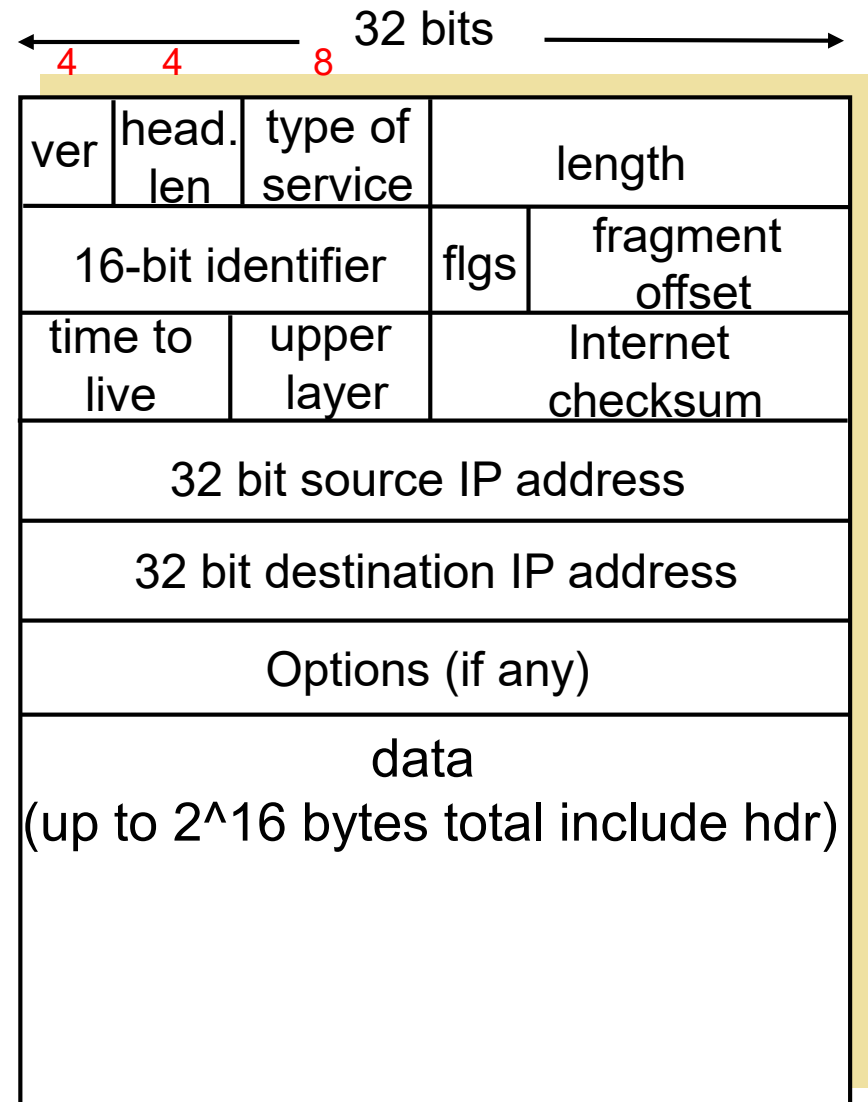 32 bits
4 4 8
ver head. len type of service length
16-bit identifier flgs fragment offset
time to live upper layer Internet checksum
32 bit source IP address
32 bit destination IP address
Options (if any)
data
(up to 2^16 bytes total include hdr)